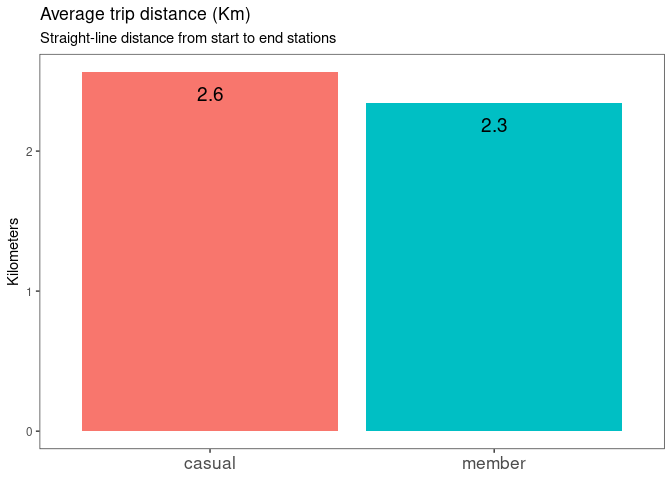 Average trip distance (Km)
Straight-line distance from start to end stations
Kilometers
2
1
0
2.6
2.3
casual
member